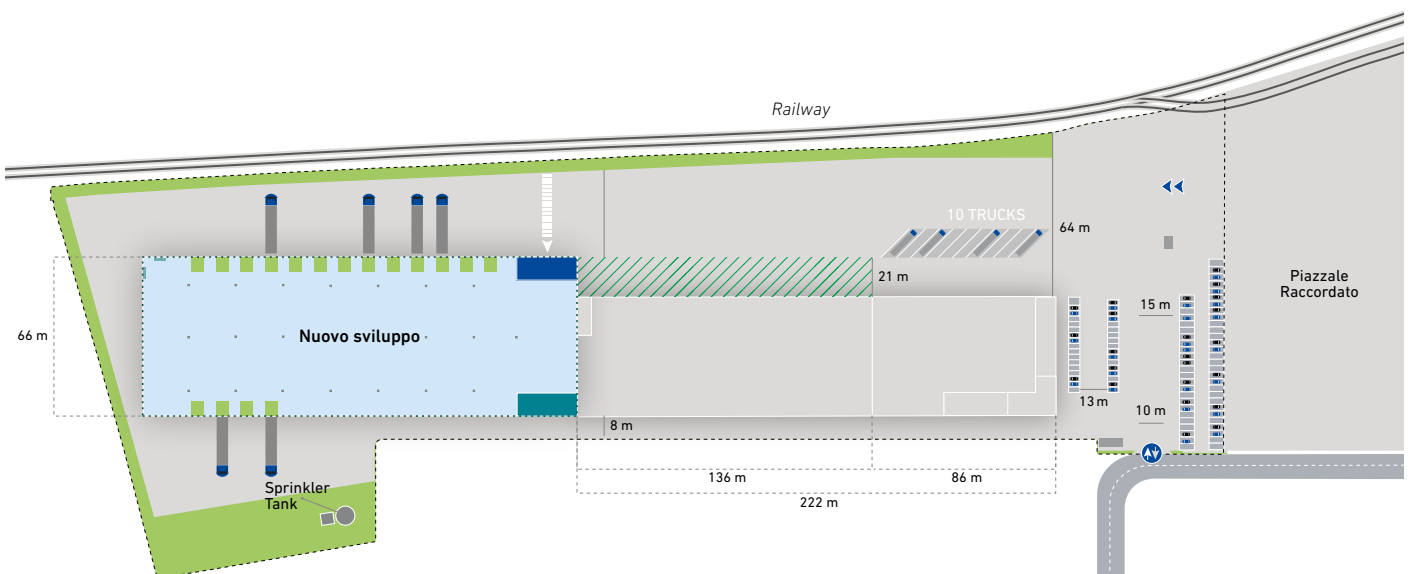 Railway
10 TRUCKS
64 m
21 m
Piazzale
Raccordato
15 m
66 m
Nuovo sviluppo
13 m
10 m
8 m
136 m
86 m
Sprinkler
Tank
222 m